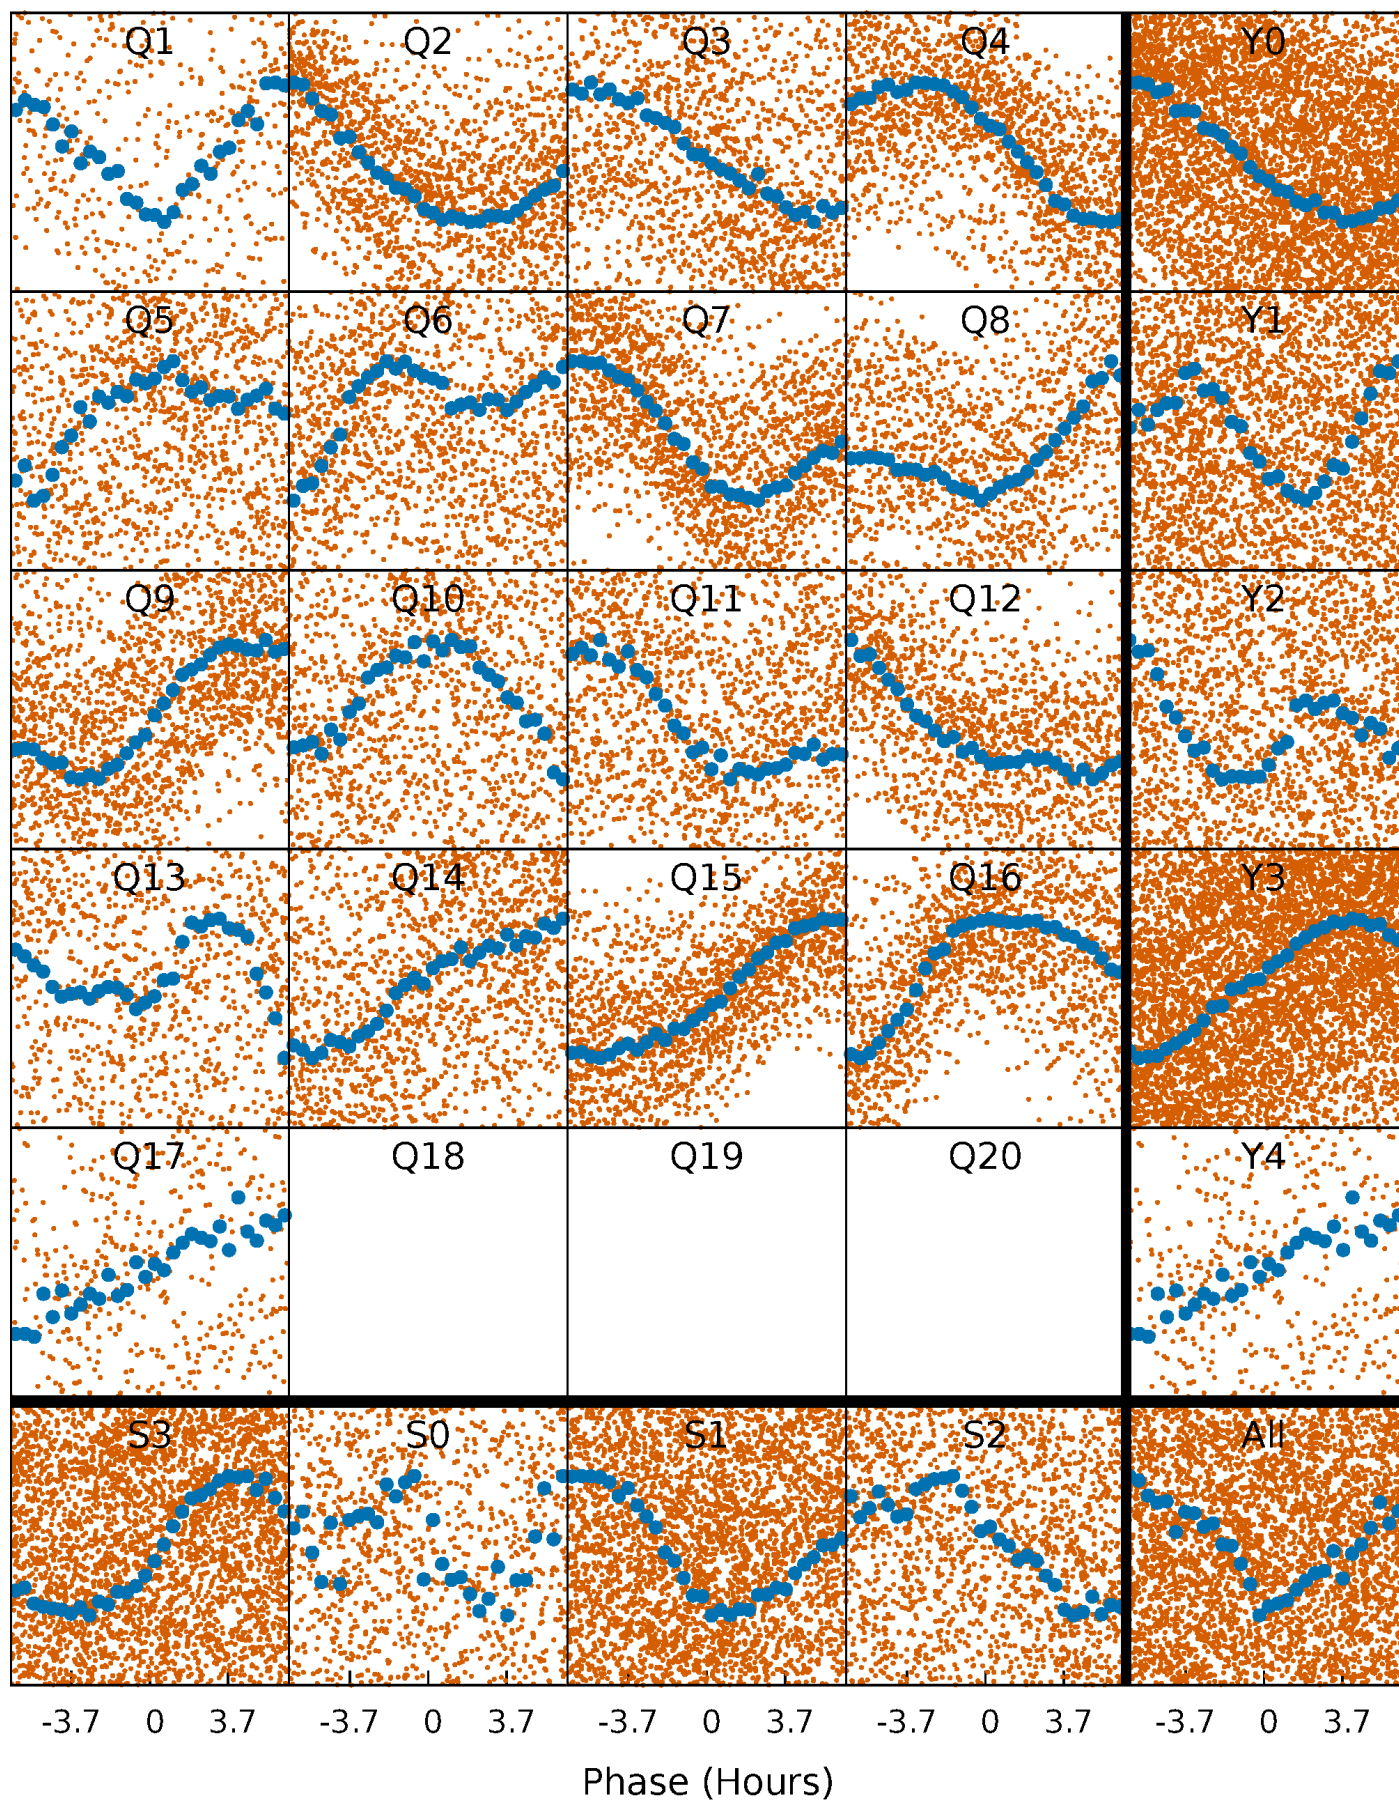 Q1 Q2 Q3 Q4 Y0
Q5 Q6 Q7 Q8 Y1
Q9 Q10 Q11 Q12 Y2
Q13 Q14 Q15 Q16 Y3
Q17 Q18 Q19 Q20 Y4
S3 S0 S1 S2 All
-3.7 0 3.7 -3.7 0 3.7 -3.7 0 3.7 -3.7 0 3.7 -3.7 0 3.7
Phase (Hours)